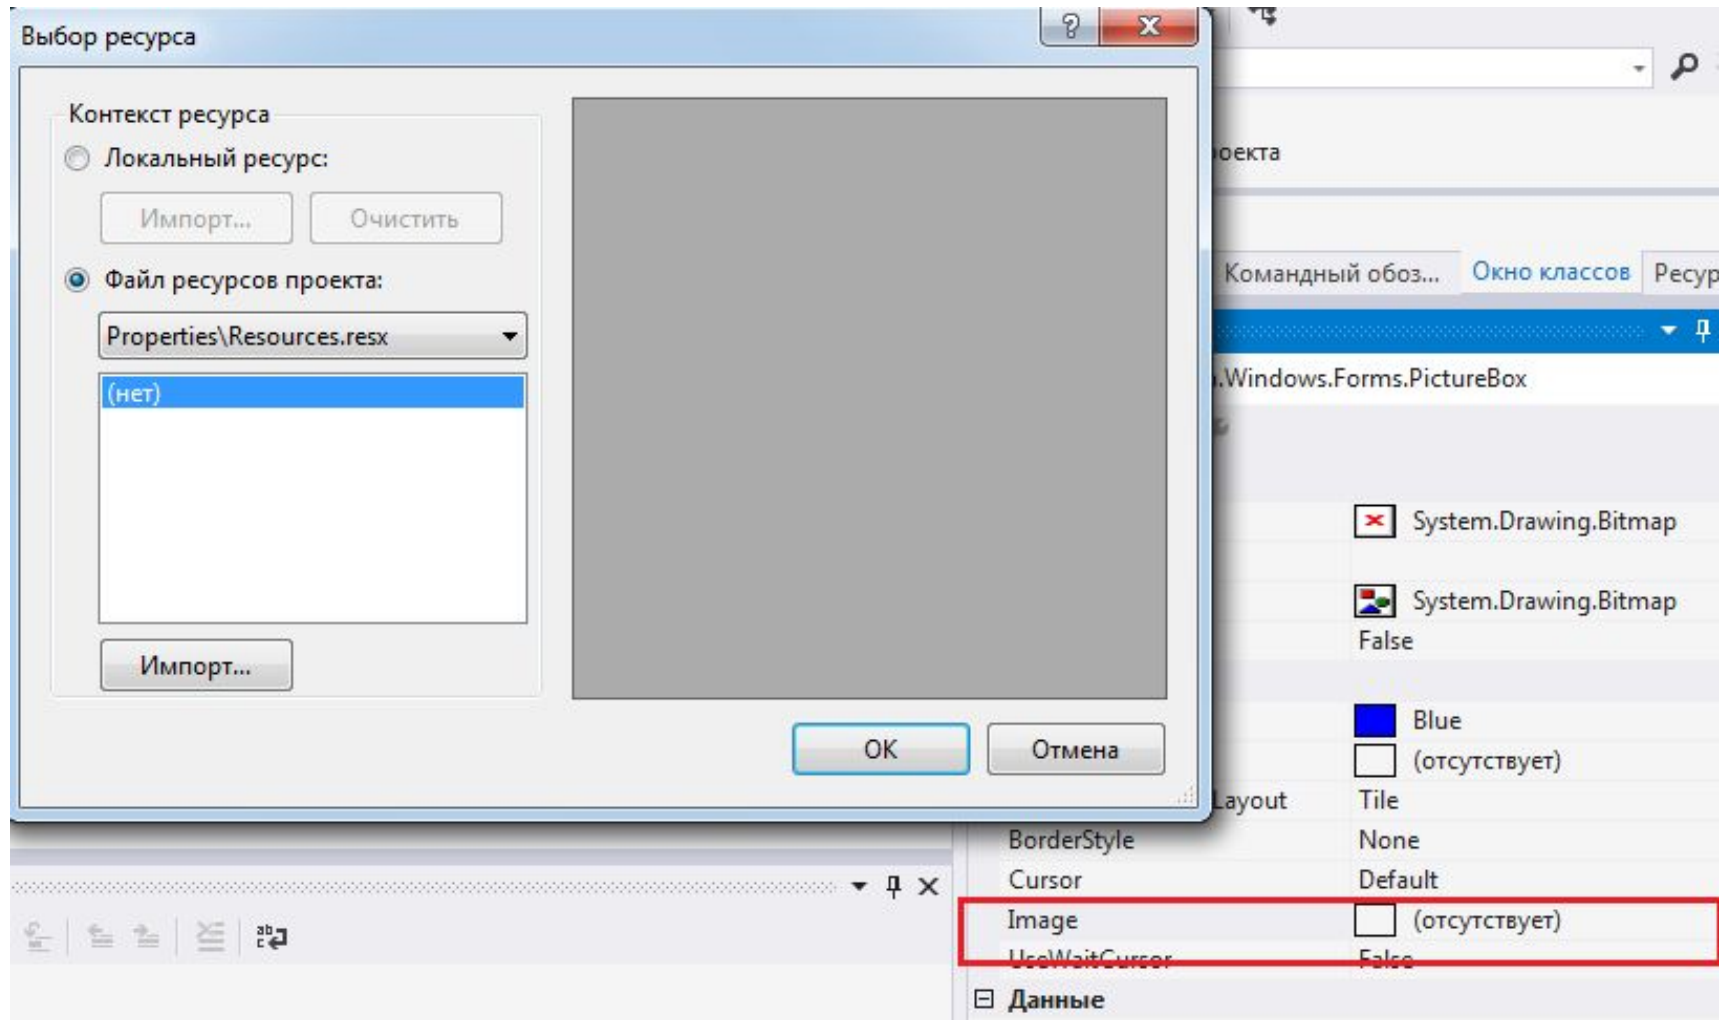 Выбор ресурса
Контекст ресурса
Локальный ресурс:
Импорт...
Очистить
Файл ресурсов проекта:
Properties\Resources.resx
(нет)
Импорт...
OK
Отмена
Командный обоз...
Окно классов
.Windows.Forms.PictureBox
System.Drawing.Bitmap
System.Drawing.Bitmap
False
Blue
(отсутствует)
Layout
Tile
BorderStyle
None
Cursor
Default
Image
(отсутствует)
UseWaitCursor
False
Данные